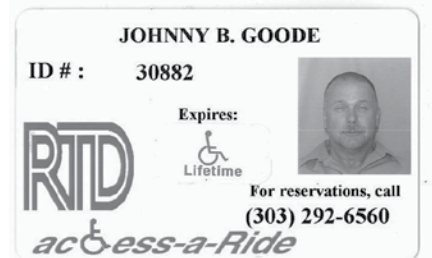 JOHNNY B. GOODE
ID # : 30882
Expires:
Lifetime
RTD
For reservations, call
(303) 292-6560
access-a-Ride